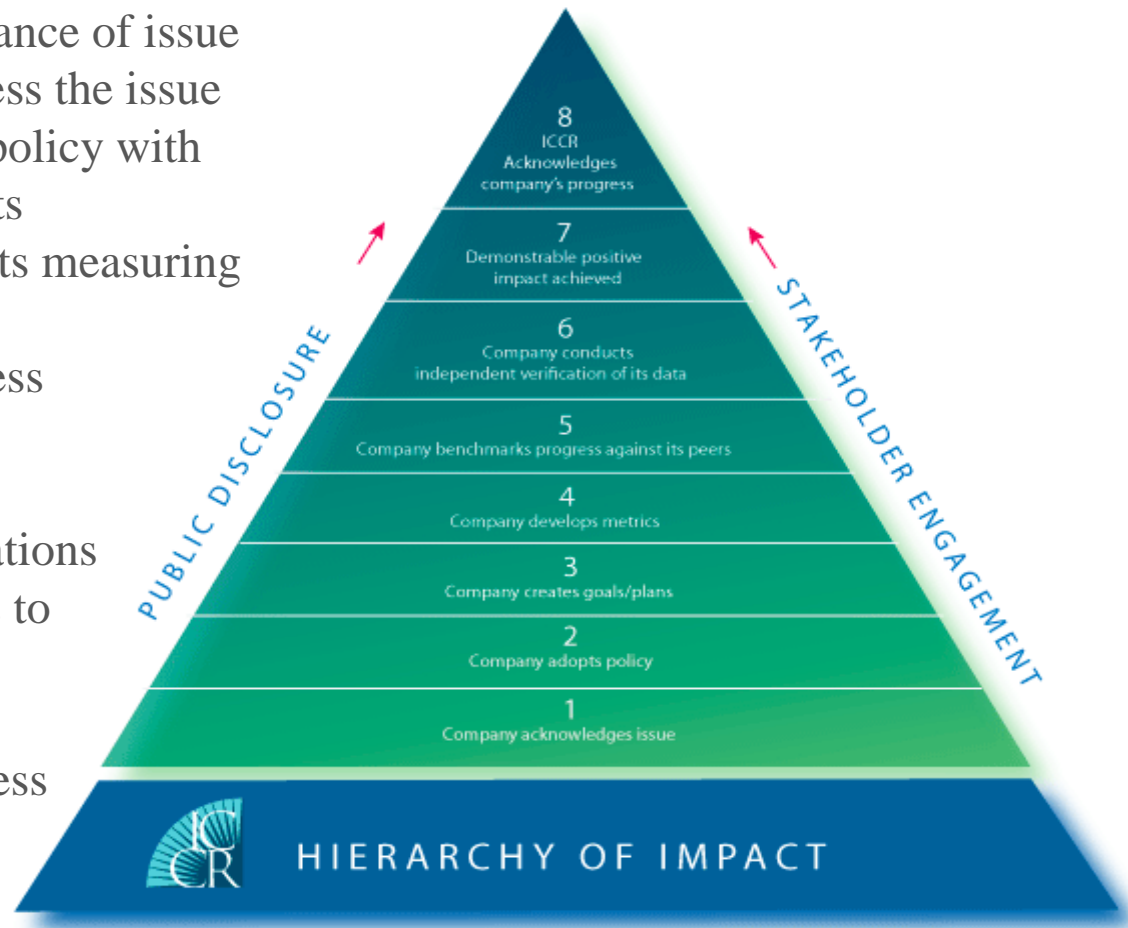 ance of issue
ess the issue
policy with
ts
ts measuring
ess
ations
to
ess
8
ICCR
Acknowledges
company's progress
7
Demonstrable positive
impact achieved
6
Company conducts
independent verification of its data
5
Company benchmarks progress against its peers
4
Company develops metrics
3
Company creates goals/plans
2
Company adopts policy
1
Company acknowledges issue
PUBLIC DISCLOSURE
STAKEHOLDER ENGAGEMENT
ICCR
HIERARCHY OF IMPACT